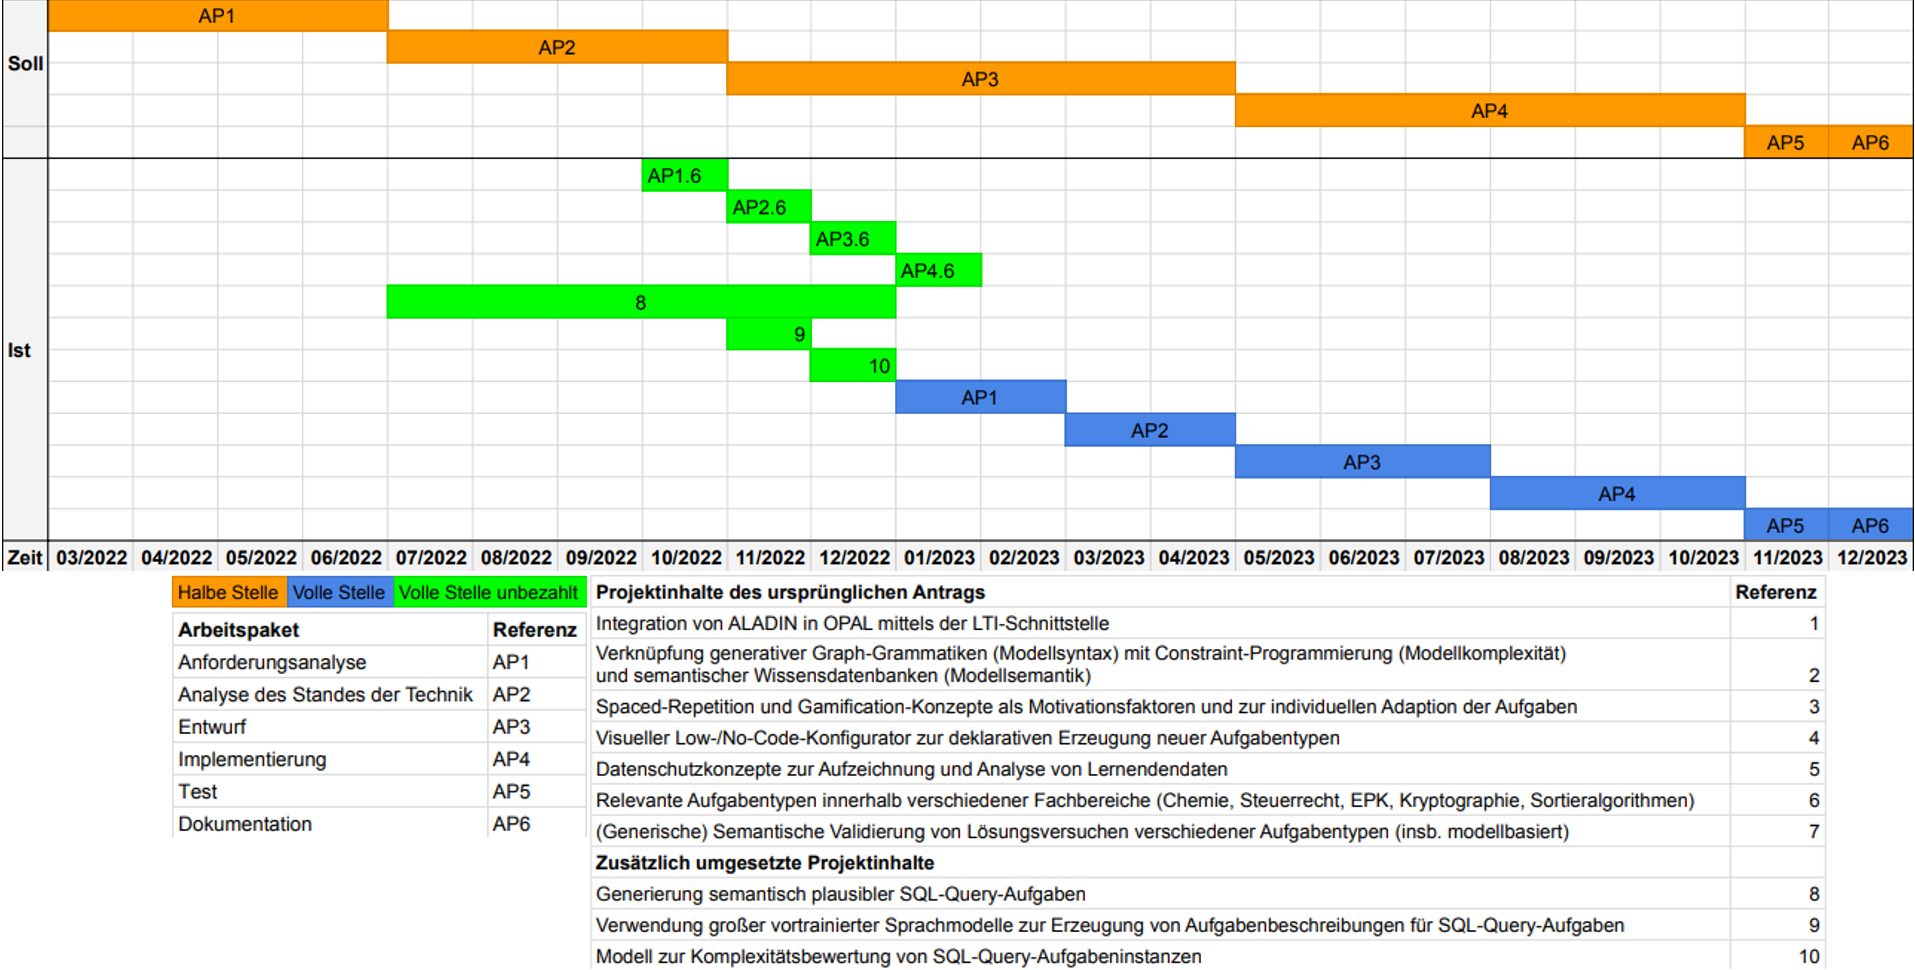 AP1
AP2
Soll
AP3
AP4
AP5 AP6
AP1.6
AP2.6
AP3.6
AP4.6
8
9
Ist
10
AP1
AP2
AP3
AP4
AP5 AP6
Zeit 03/2022 04/2022 05/2022 06/2022 07/2022 08/2022 09/2022 10/2022 11/2022 12/2022 01/2023 02/2023 03/2023 04/2023 05/2023 06/2023 07/2023 08/2023 09/2023 10/2023 11/2023 12/2023
Halbe Stelle Volle Stelle Volle Stelle unbezahlt
Arbeitspaket Referenz
Anforderungsanalyse AP1
Analyse des Standes der Technik AP2
Entwurf AP3
Implementierung AP4
Test AP5
Dokumentation AP6
Projektinhalte des ursprünglichen Antrags Referenz
Integration von ALADIN in OPAL mittels der LTI-Schnittstelle 1
Verknüpfung generativer Graph-Grammatiken (Modellsyntax) mit Constraint-Programmierung (Modellkomplexität)
und semantischer Wissensdatenbanken (Modellsemantik) 2
Spaced-Repetition und Gamification-Konzepte als Motivationsfaktoren und zur individuellen Adaption der Aufgaben 3
Visueller Low-/No-Code-Konfigurator zur deklarativen Erzeugung neuer Aufgabentypen 4
Datenschutzkonzepte zur Aufzeichnung und Analyse von Lernendendaten 5
Relevante Aufgabentypen innerhalb verschiedener Fachbereiche (Chemie, Steuerrecht, EPK, Kryptographie, Sortieralgorithmen) 6
(Generische) Semantische Validierung von Lösungsversuchen verschiedener Aufgabentypen (insb. modellbasiert) 7
Zusätzlich umgesetzte Projektinhalte
Generierung semantisch plausibler SQL-Query-Aufgaben 8
Verwendung großer vortrainierter Sprachmodelle zur Erzeugung von Aufgabenbeschreibungen für SQL-Query-Aufgaben 9
Modell zur Komplexitätsbewertung von SQL-Query-Aufgabeninstanzen 10